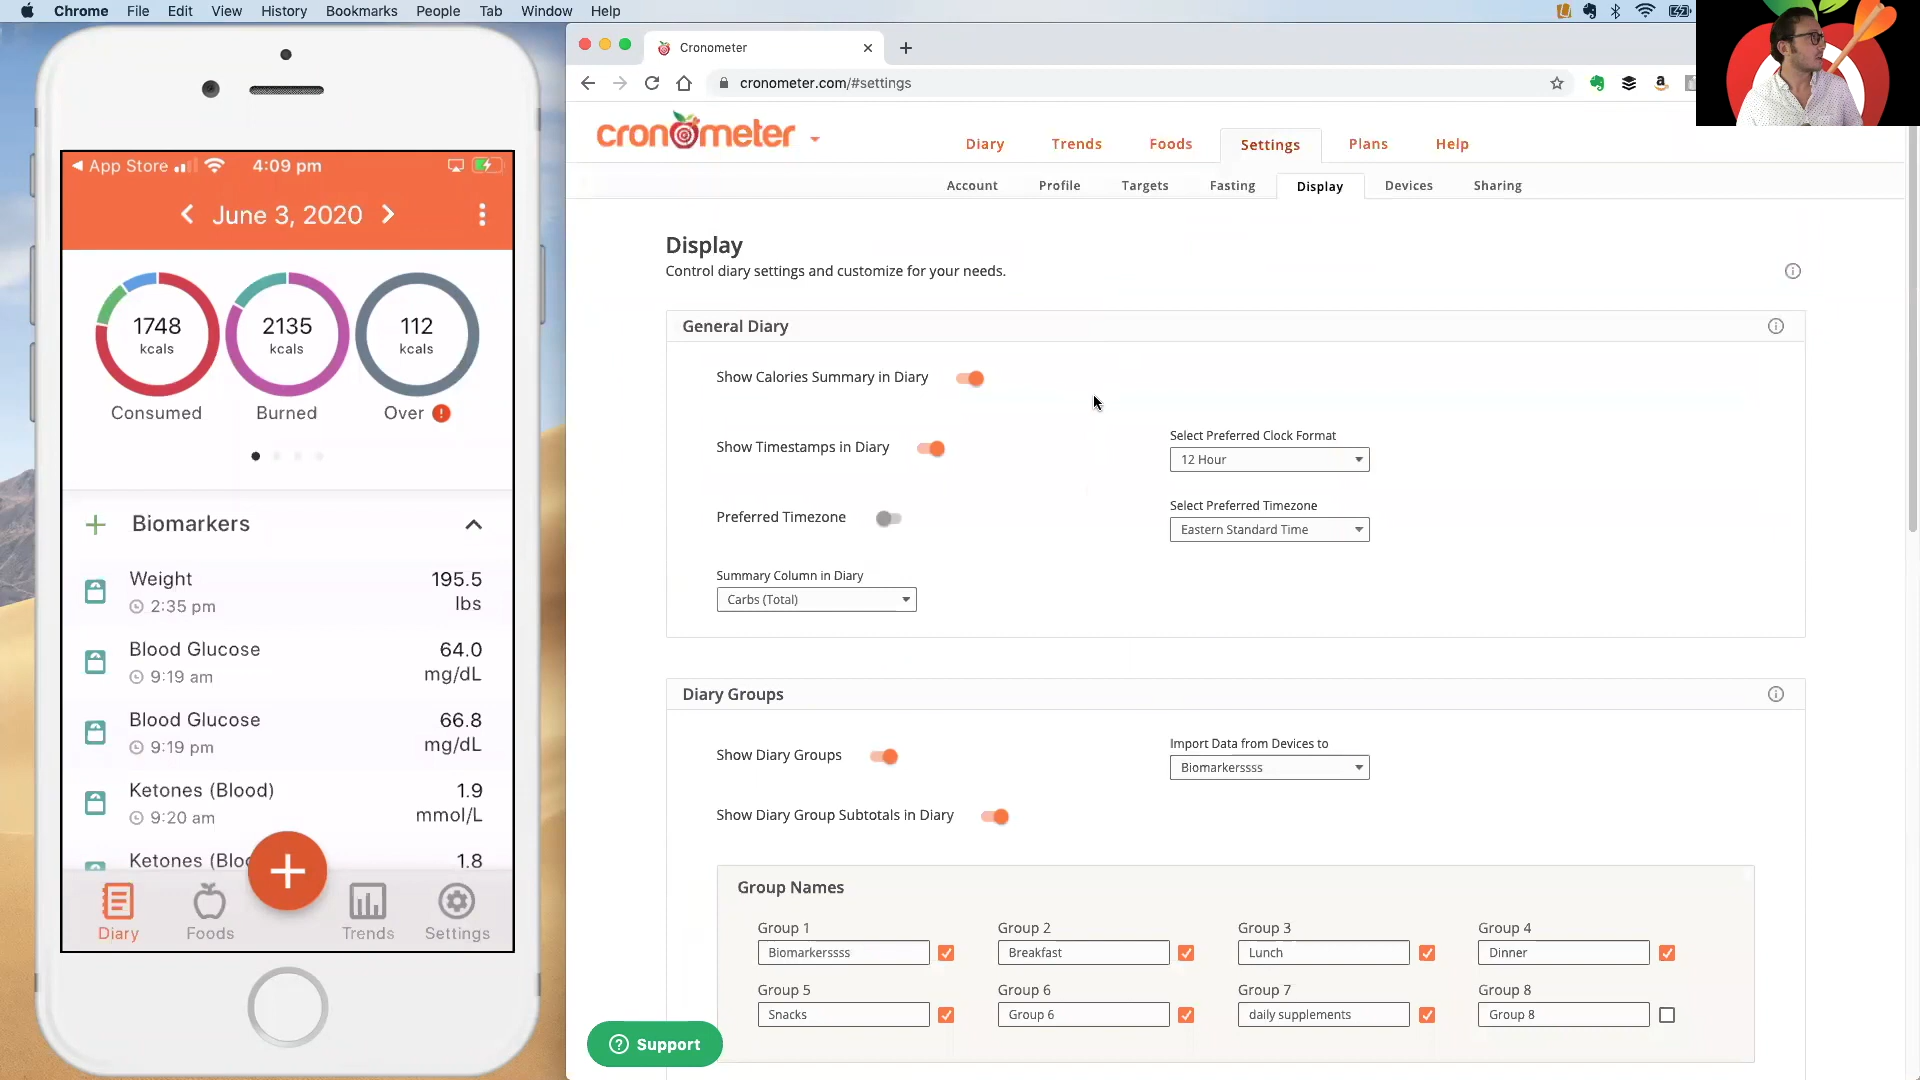 Chrome File Edit View History Bookmarks People Tab Window Help
App Store 4:09 pm
June 3, 2020
1748 kcals
Consumed
2135 kcals
Burned
112 kcals
Over
Biomarkers
Weight 195.5 lbs
2:35 pm
Blood Glucose 64.0 mg/dL
9:19 am
Blood Glucose 66.8 mg/dL
9:19 pm
Ketones (Blood) 1.9 mmol/L
9:20 am
Ketones (Bloo 1.8
Diary Foods Trends Settings
Cronometer
cronometer.com/#settings
cronometer
Diary Trends Foods Settings Plans Help
Account Profile Targets Fasting Display Devices Sharing
Display
Control diary settings and customize for your needs.
General Diary
Show Calories Summary in Diary
Show Timestamps in Diary
Select Preferred Clock Format
12 Hour
Preferred Timezone
Select Preferred Timezone
Eastern Standard Time
Summary Column in Diary
Carbs (Total)
Diary Groups
Show Diary Groups
Import Data from Devices to
Biomarkerssss
Show Diary Group Subtotals in Diary
Group Names
Group 1 Group 2 Group 3 Group 4
Biomarkerssss Breakfast Lunch Dinner
Group 5 Group 6 Group 7 Group 8
Snacks Group 6 daily supplements Group 8
Support